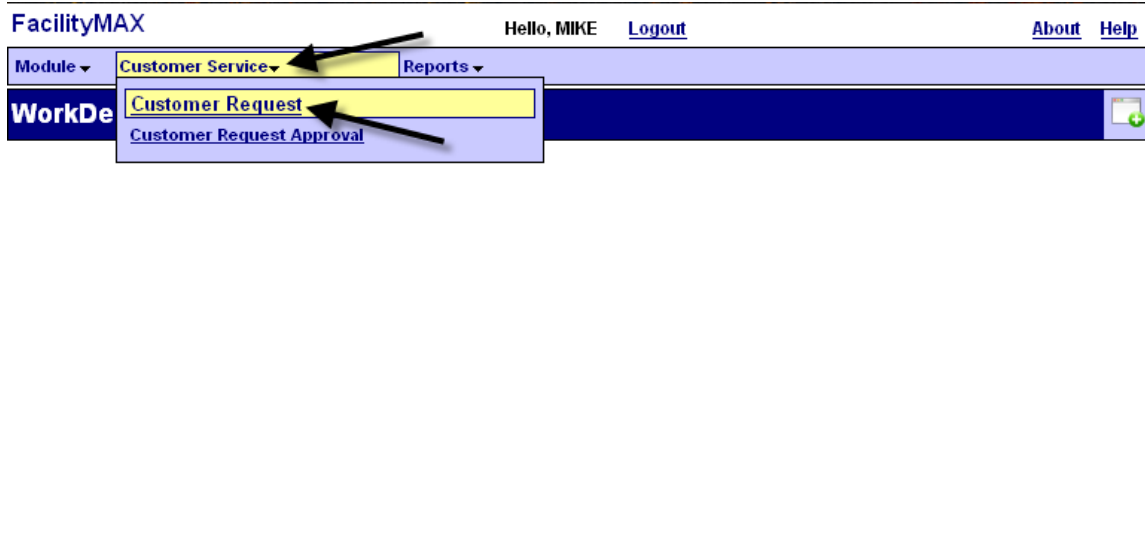 FacilityMAX Hello, MIKE Logout About Help
Module Customer Service Reports
Customer Request
WorkDe
Customer Request Approval